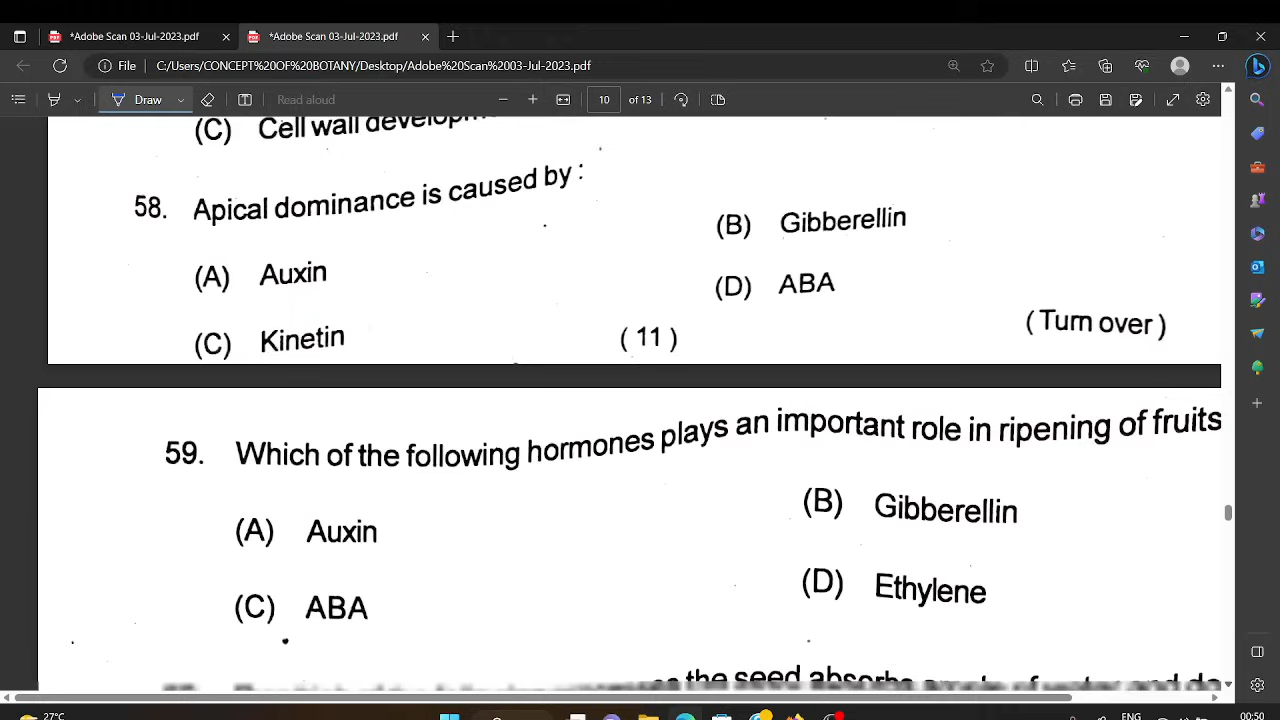 *Adobe Scan 03-Jul-2023.pdf
*Adobe Scan 03-Jul-2023.pdf
File C:/Users/CONCEPT%20OF%20BOTANY/Desktop/Adobe%20Scan%2003-Jul-2023.pdf
Draw Read aloud 10 of 13
(C) Cell wall
58. Apical dominance is caused by :
(B) Gibberellin
(A) Auxin
(D) ABA
(C) Kinetin
( 11 )
( Turn over )
59. Which of the following hormones plays an important role in ripening of fruits
(A) Auxin
(B) Gibberellin
(C) ABA
(D) Ethylene
the seed absorbs
27°C
ENG 00:50